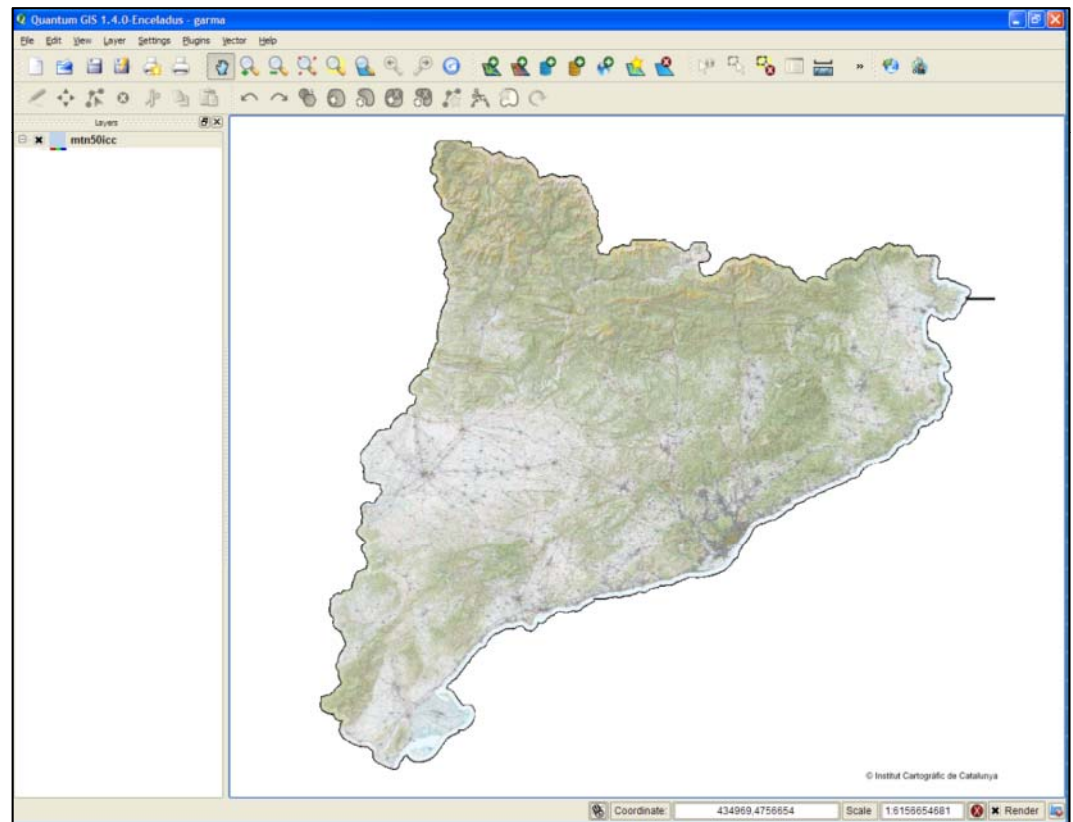 Quantum GIS 1.4.0-Enceladus - garma
File Edit View Layer Settings Plugins Vector Help
»
Layers
mtn50icc
© Institut Cartogràfic de Catalunya
Coordinate: 434969,4756654 Scale 1:6156654681 Render